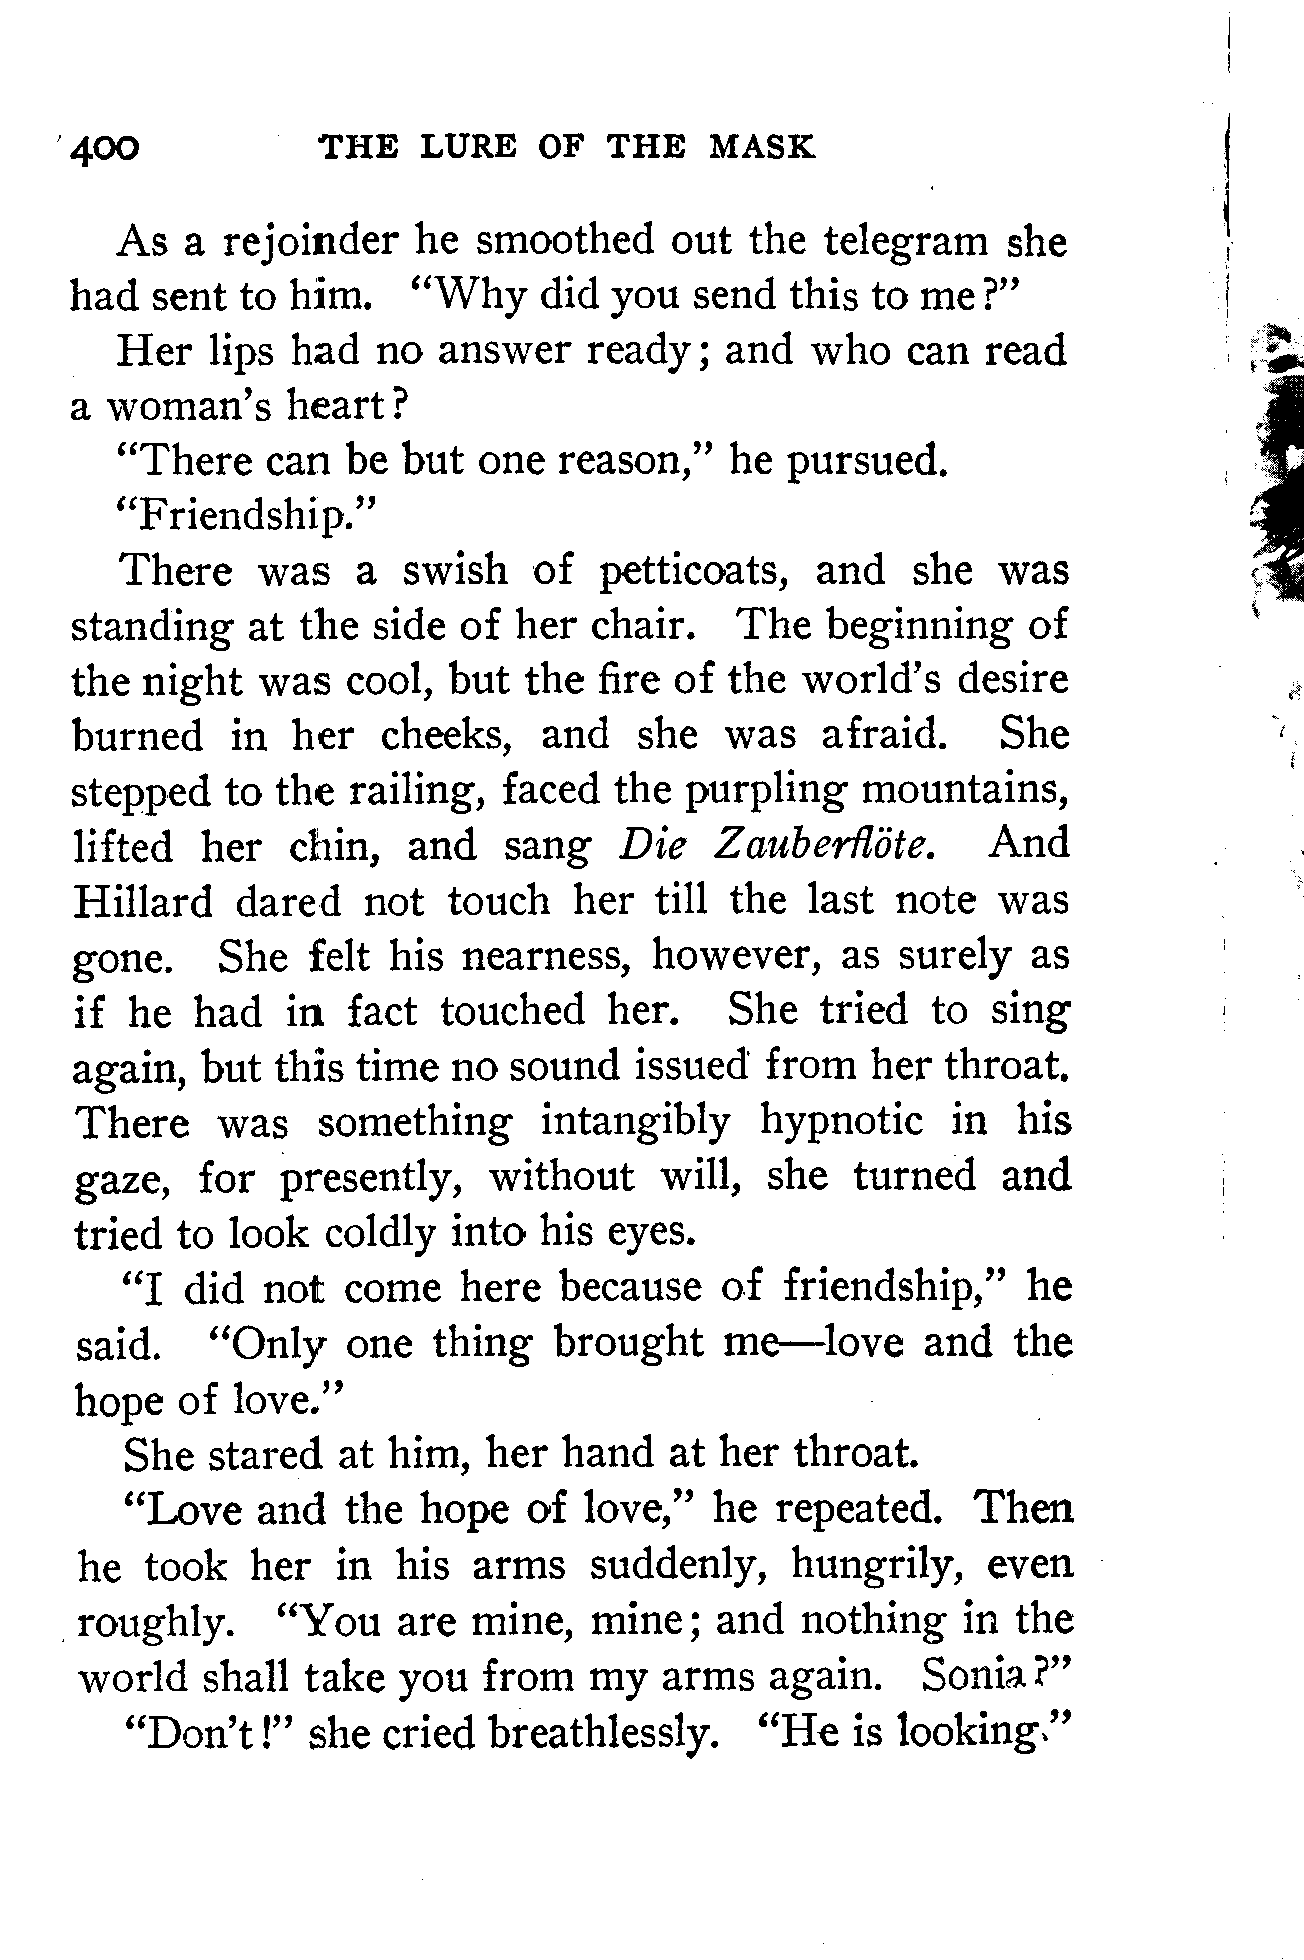 400 THE LURE OF THE MASK
As a rejoinder he smoothed out the telegram she
had sent to him. “Why did you send this to me?”
Her lips had no answer ready; and who can read
a woman’s heart?
“There can be but one reason,” he pursued.
“Friendship.”
There was a swish of petticoats, and she was
standing at the side of her chair. The beginning of
the night was cool, but the fire of the world’s desire
burned in her cheeks, and she was afraid. She
stepped to the railing, faced the purpling mountains,
lifted her chin, and sang Die Zauberflöte. And
Hillard dared not touch her till the last note was
gone. She felt his nearness, however, as surely as
if he had in fact touched her. She tried to sing
again, but this time no sound issued from her throat.
There was something intangibly hypnotic in his
gaze, for presently, without will, she turned and
tried to look coldly into his eyes.
“I did not come here because of friendship,” he
said. “Only one thing brought me—love and the
hope of love.”
She stared at him, her hand at her throat.
“Love and the hope of love,” he repeated. Then
he took her in his arms suddenly, hungrily, even
roughly. “You are mine, mine; and nothing in the
world shall take you from my arms again. Sonia?”
“Don’t!” she cried breathlessly. “He is looking.”